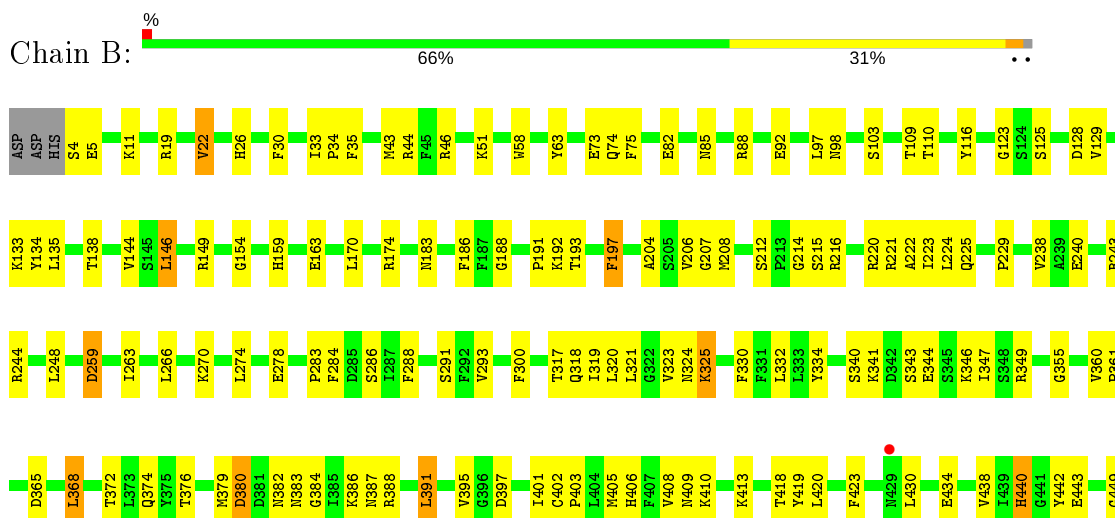 %
Chain B:
66%
31%
ASP ASP HIS S4 E5 K11 R19 V22 H26 F30 I33 P34 F35 M43 R44 F45 R46 K51 W58 Y63 E73 Q74 F75 E82 N85 R88 E92 L97 N98 S103 T109 T110 Y116 G123 S124 S125 D128 V129
K133 Y134 L135 T138 V144 S145 L146 R149 G154 H159 E163 L170 R174 N183 F186 F187 G188 P191 K192 T193 F197 A204 S205 V206 G207 M208 S212 P213 G214 S215 R216 R220 R221 A222 I223 L224 Q225 P229 V238 A239 E240
R244 L248 D259 I263 L266 K270 L274 E278 P283 F284 D285 S286 I287 F288 S291 F292 V293 F300 T317 Q318 I319 L320 L321 G322 V323 N324 K325 F330 F331 L332 L333 Y334 S340 K341 D342 S343 E344 S345 K346 I347 S348 R349 G355 V360
D365 L368 T372 L373 Q374 Y375 T376 M379 D380 D381 N382 N383 G384 I385 K386 N387 R388 L391 V395 G396 D397 I401 C402 P403 L404 M405 H406 F407 V408 N409 K410 K413 T418 Y419 L420 F423 N429 L430 E434 V438 I439 H440 G441 Y442 E443